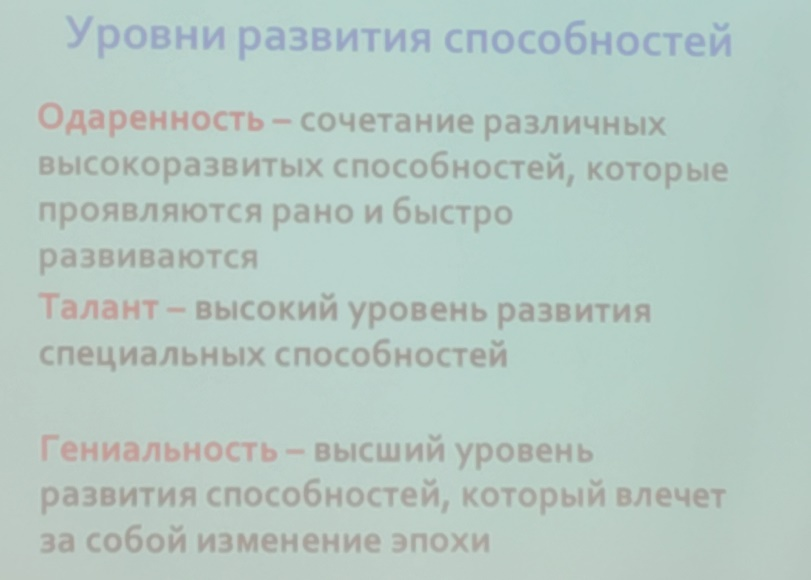 Уровни развития способностей
Одаренность – сочетание различных
высокоразвитых способностей, которые
проявляются рано и быстро
развиваются
Талант – высокий уровень развития
специальных способностей
Гениальность – высший уровень
развития способностей, который влечет
за собой изменение эпохи